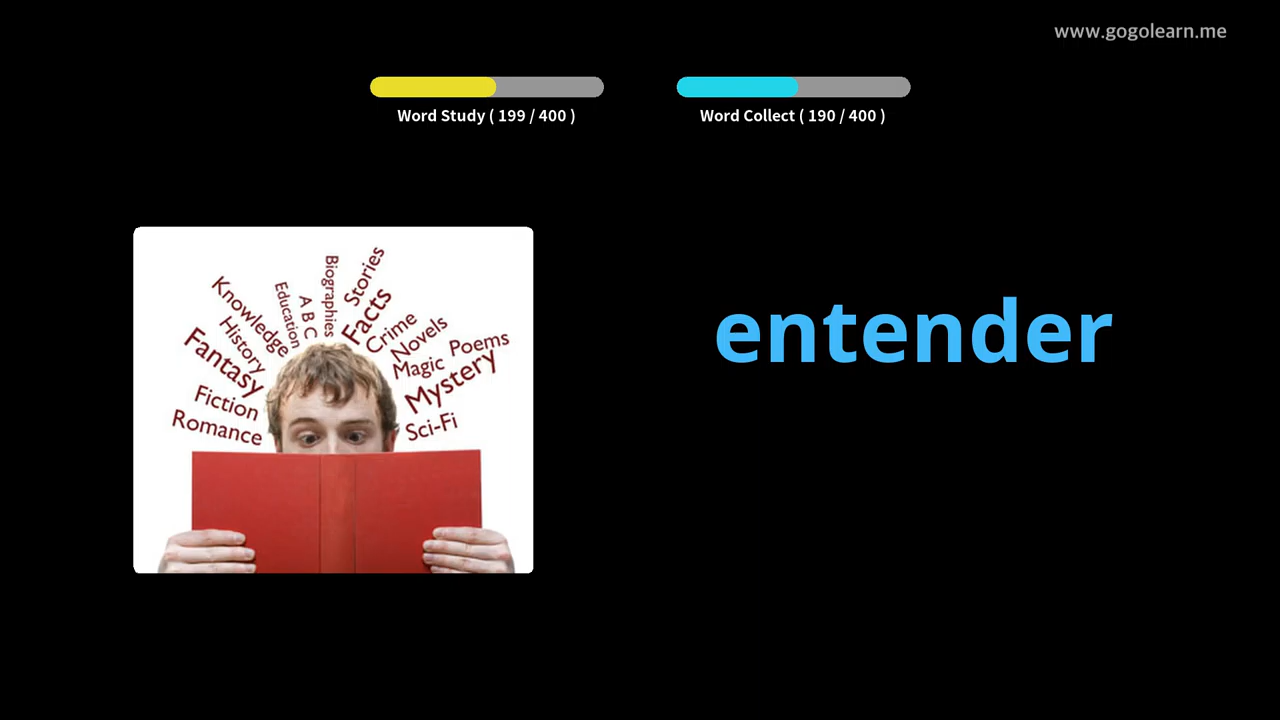 www.gogolearn.me
Word Study ( 199 / 400 )
Word Collect ( 190 / 400 )
entender
Biographies
Stories
Education
A B C
Facts
Knowledge
History
Crime
Novels
Fantasy
Magic
Poems
Mystery
Fiction
Romance
Sci-Fi